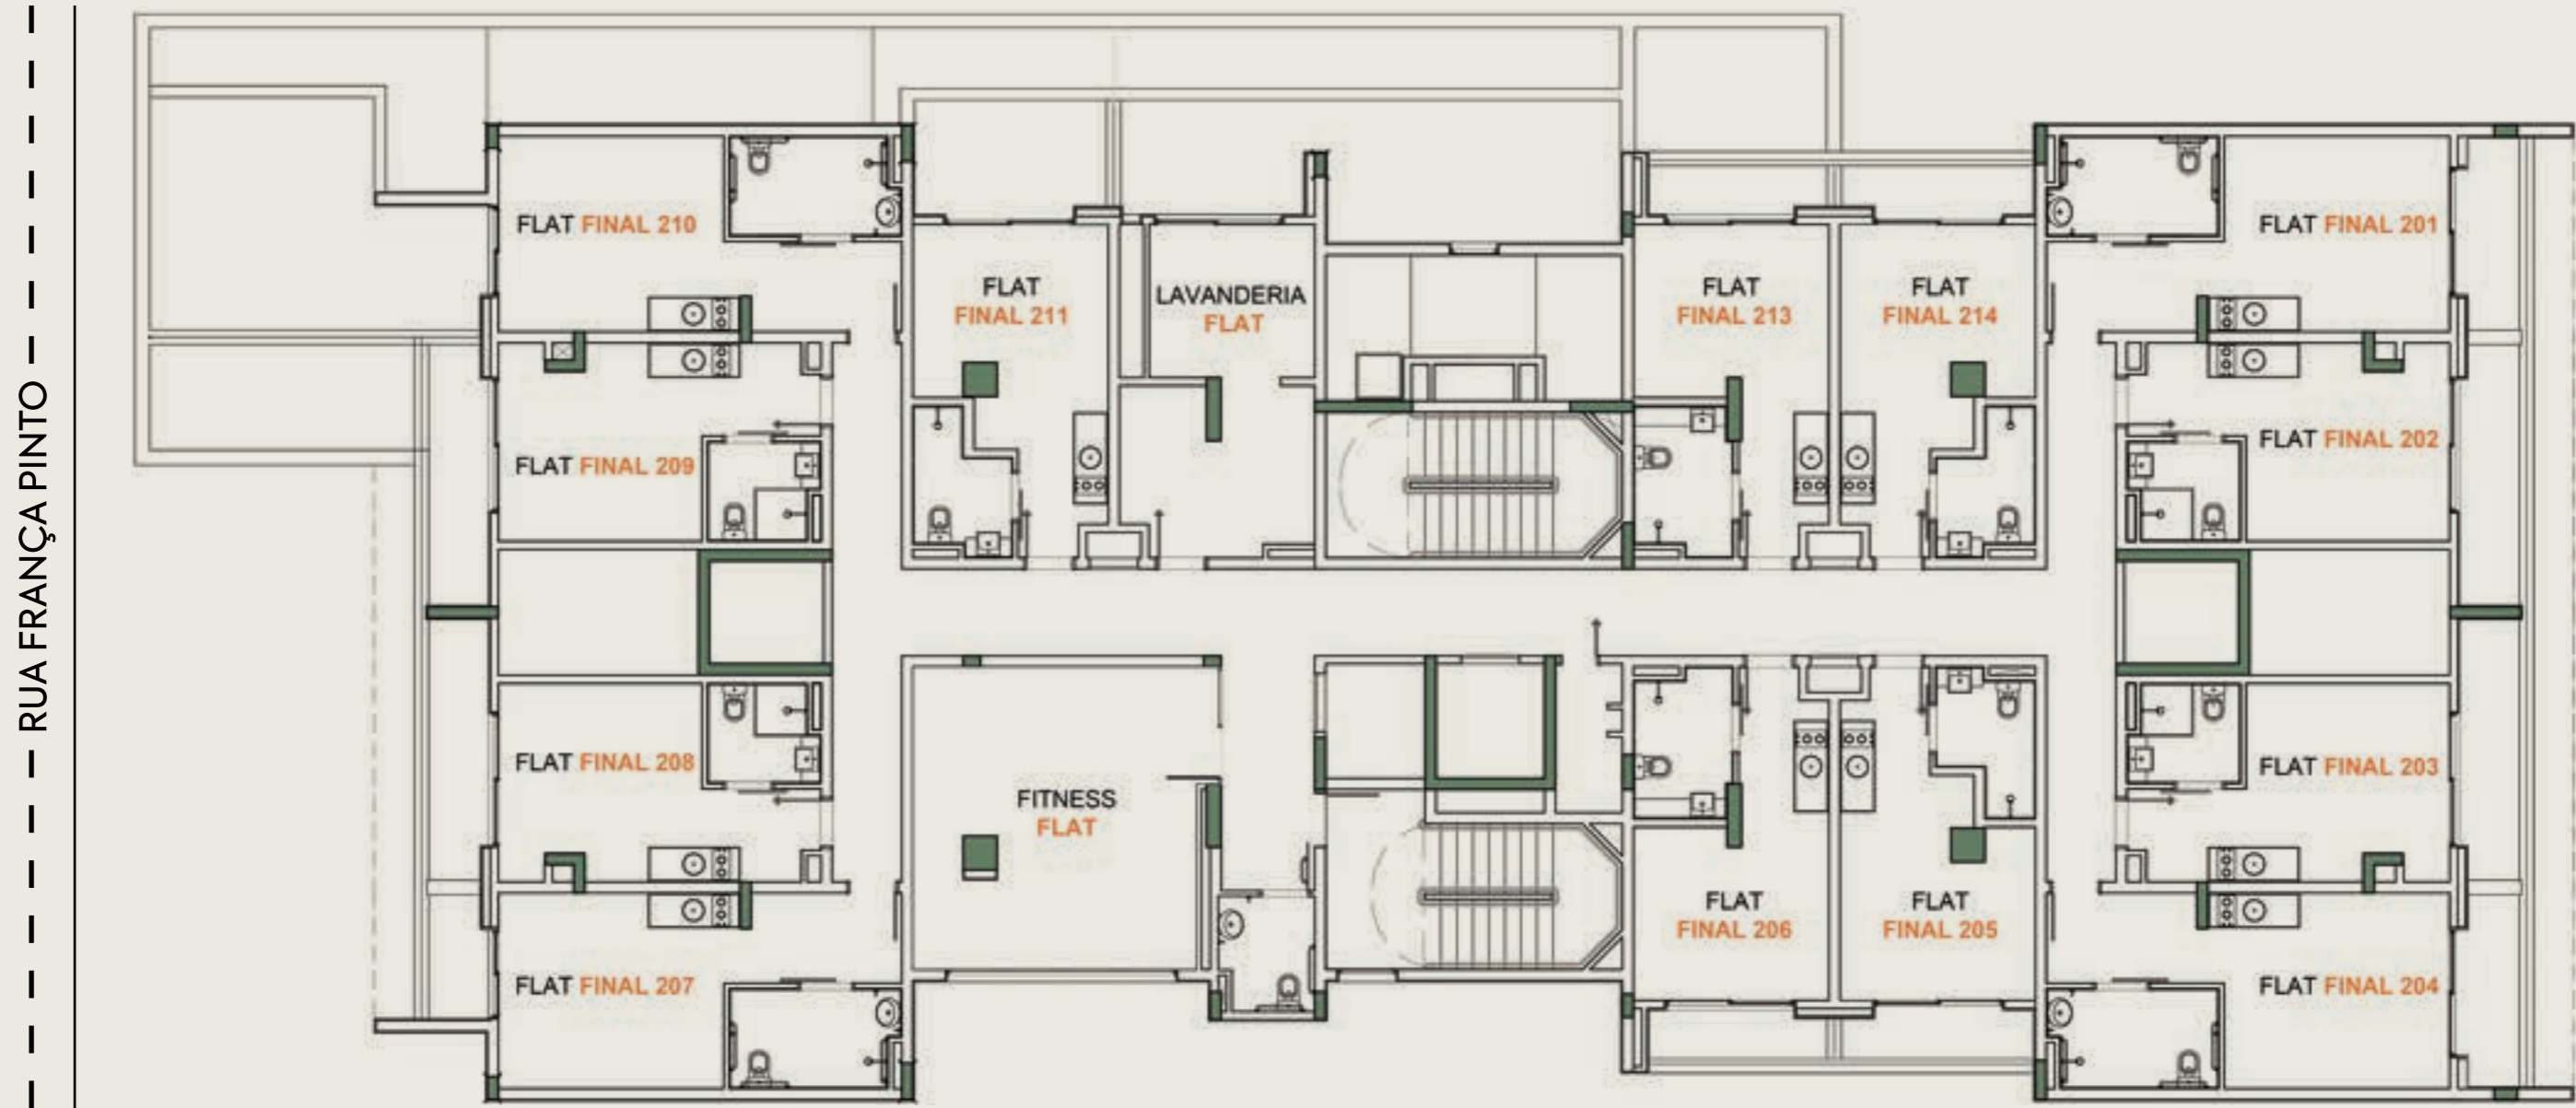 RUA FRANÇA PINTO
FLAT FINAL 210
FLAT FINAL 201
FLAT
FINAL 211
LAVANDERIA
FLAT
FLAT
FINAL 213
FLAT
FINAL 214
FLAT FINAL 209
FLAT FINAL 202
FLAT FINAL 208
FLAT FINAL 203
FITNESS
FLAT
FLAT
FINAL 206
FLAT
FINAL 205
FLAT FINAL 207
FLAT FINAL 204